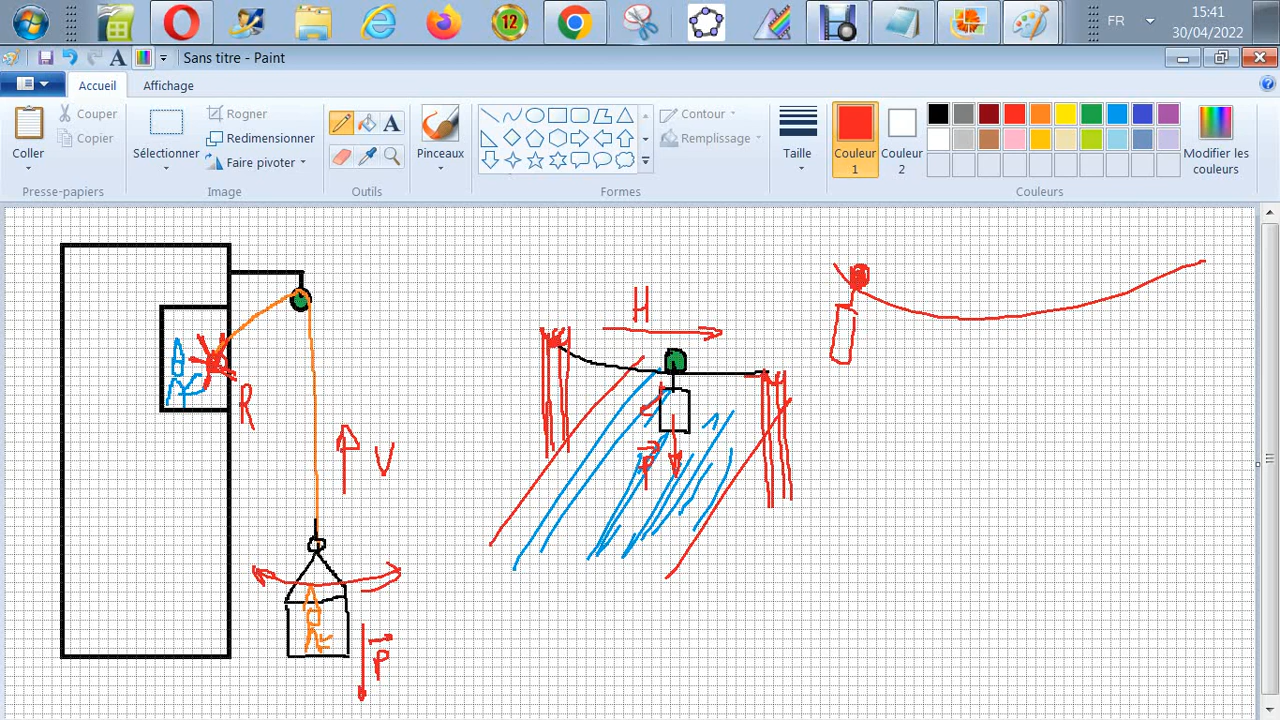 12
FR
15:41
30/04/2022
Sans titre - Paint
Accueil
Affichage
Coller
Couper
Copier
Presse-papiers
Sélectionner
Rogner
Redimensionner
Faire pivoter
Image
Outils
Pinceaux
Contour
Remplissage
Formes
Taille
Couleur
1
Couleur
2
Modifier les
couleurs
Couleurs
R
V
P
H
P